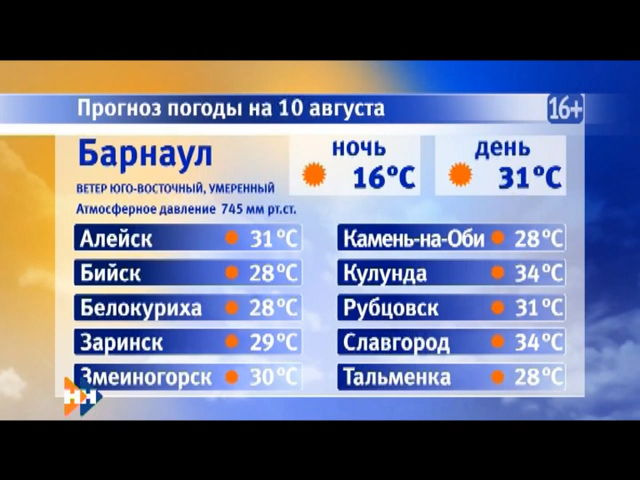 Прогноз погоды на 10 августа 16+
Барнаул
ночь
16°C
день
31°C
ВЕТЕР ЮГО-ВОСТОЧНЫЙ, УМЕРЕННЫЙ
Атмосферное давление 745 мм рт.ст.
Алейск 31°C
Бийск 28°C
Белокуриха 28°C
Заринск 29°C
Змеиногорск 30°C
Камень-на-Оби 28°C
Кулунда 34°C
Рубцовск 31°C
Славгород 34°C
Тальменка 28°C
НН